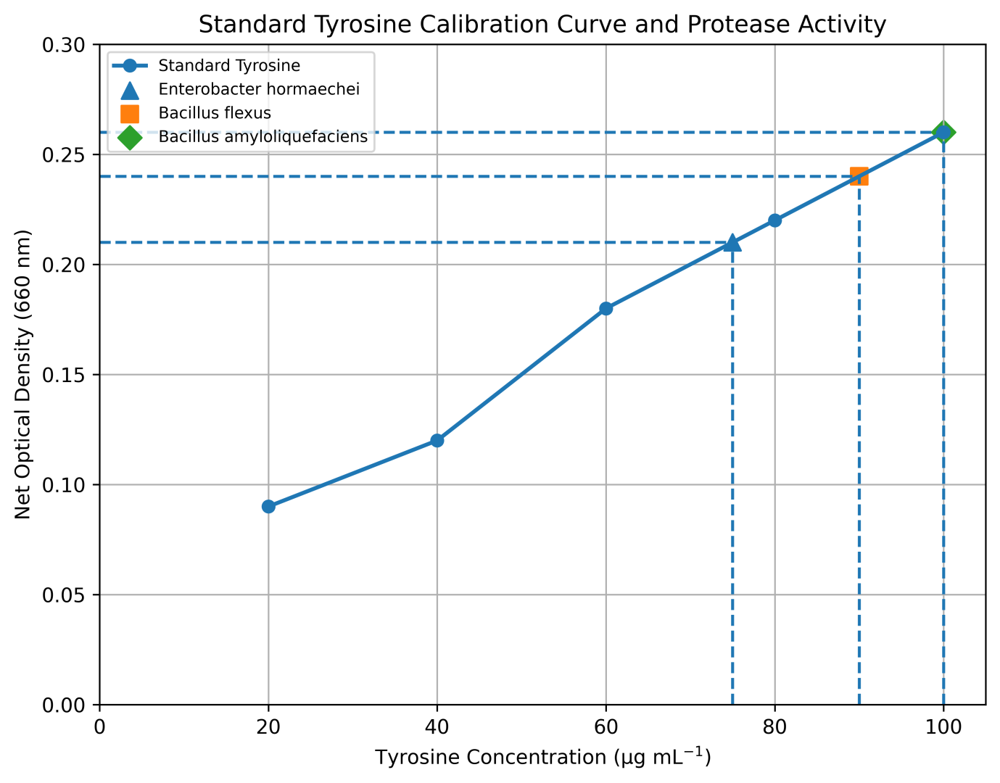 Standard Tyrosine Calibration Curve and Protease Activity
Standard Tyrosine
Enterobacter hormaechei
Bacillus flexus
Bacillus amyloliquefaciens
Net Optical Density (660 nm)
0.30
0.25
0.20
0.15
0.10
0.05
0.00
0 20 40 60 80 100
Tyrosine Concentration (µg mL⁻¹)